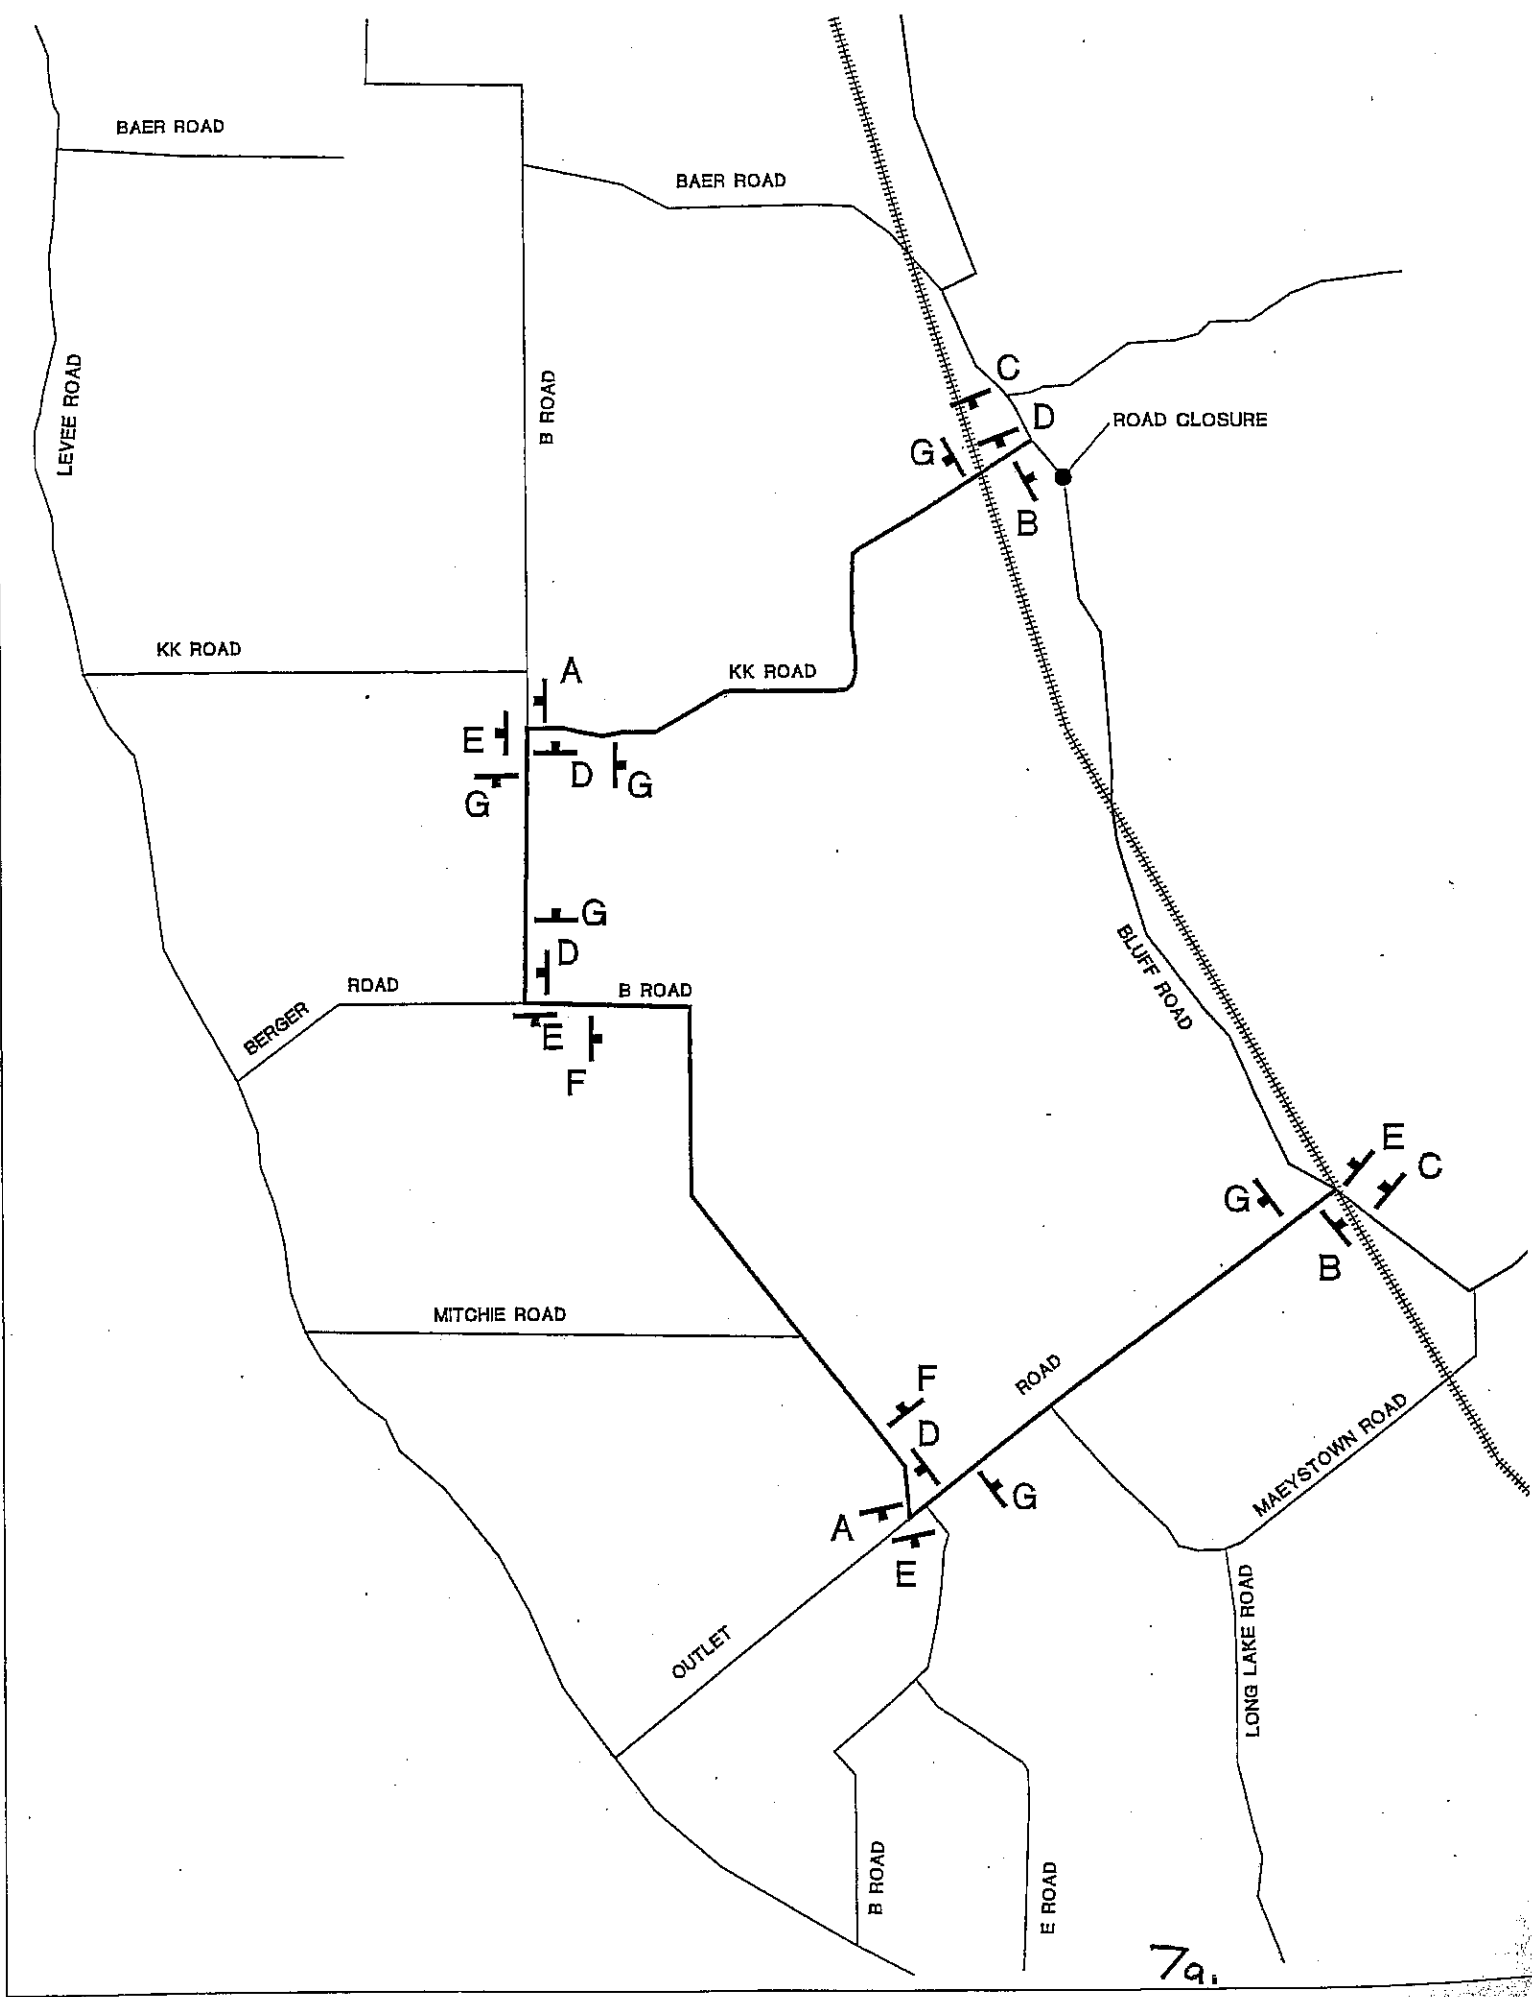 BAER ROAD
BAER ROAD
LEVEE ROAD
B ROAD
C
D
ROAD CLOSURE
G
B
KK ROAD
A
KK ROAD
E
D
G
G
G
D
ROAD
B ROAD
BERGER
E
F
BLUFF ROAD
E
C
G
B
MITCHIE ROAD
F
ROAD
D
MAEYSTOWN ROAD
G
A
E
OUTLET
LONG LAKE ROAD
B ROAD
E ROAD
7a.